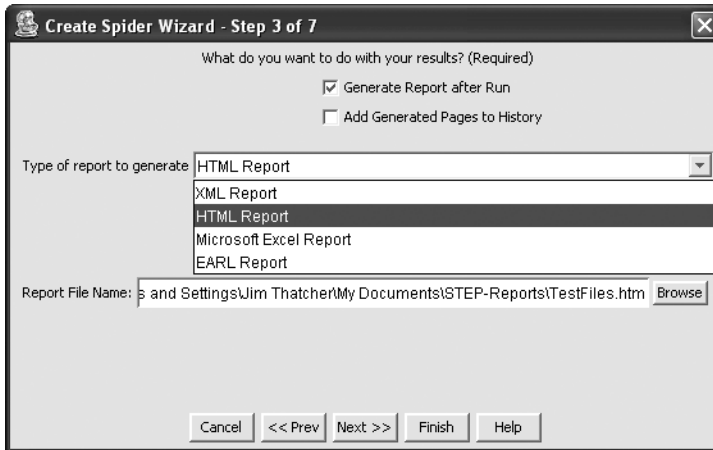 Create Spider Wizard - Step 3 of 7
What do you want to do with your results? (Required)
Generate Report after Run
Add Generated Pages to History
Type of report to generate HTML Report
XML Report
HTML Report
Microsoft Excel Report
EARL Report
Report File Name: s and Settings\Jim Thatcher\My Documents\STEP-Reports\TestFiles.htm Browse
Cancel << Prev Next >> Finish Help